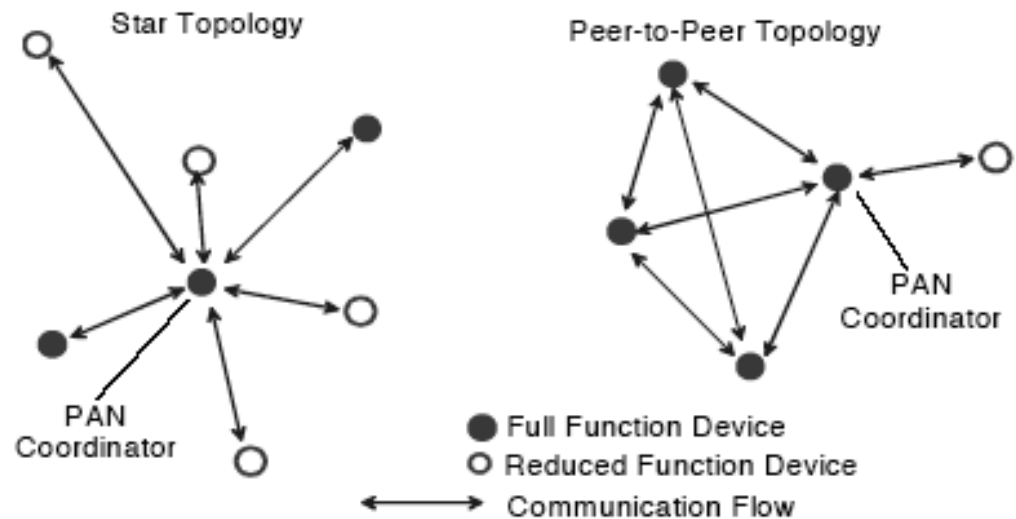 Star Topology
Peer-to-Peer Topology
PAN
Coordinator
PAN
Coordinator
Full Function Device
Reduced Function Device
Communication Flow